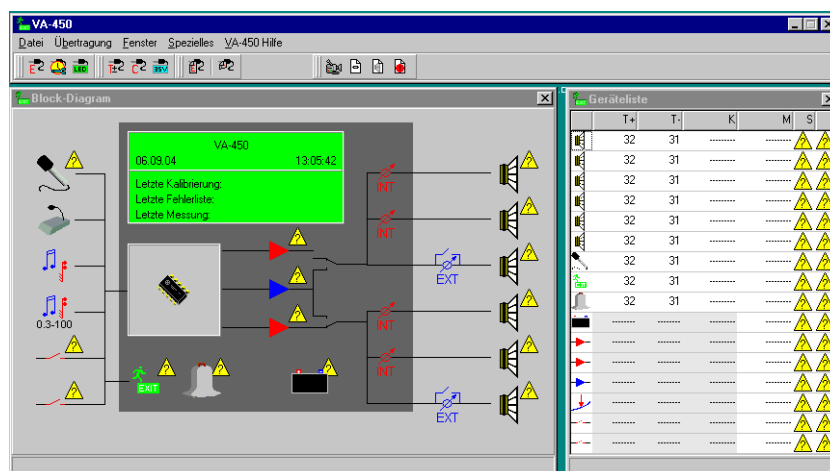 VA-450
Datei Übertragung Fenster Spezielles VA-450 Hilfe
E T± C LED 35V
Block-Diagram
VA-450
06.09.04 13:05:42
Letzte Kalibrierung:
Letzte Fehlerliste:
Letzte Messung:
INT
INT
EXT
INT
INT
EXT
0.3-100
EXIT
Geräteliste
T+ T- K M S
32 31 -------- --------
32 31 -------- --------
32 31 -------- --------
32 31 -------- --------
32 31 -------- --------
32 31 -------- --------
32 31 -------- --------
32 31 -------- --------
32 31 -------- --------
-------- -------- -------- --------
-------- -------- -------- --------
-------- -------- -------- --------
-------- -------- -------- --------
-------- -------- -------- --------
-------- -------- -------- --------
-------- -------- -------- --------